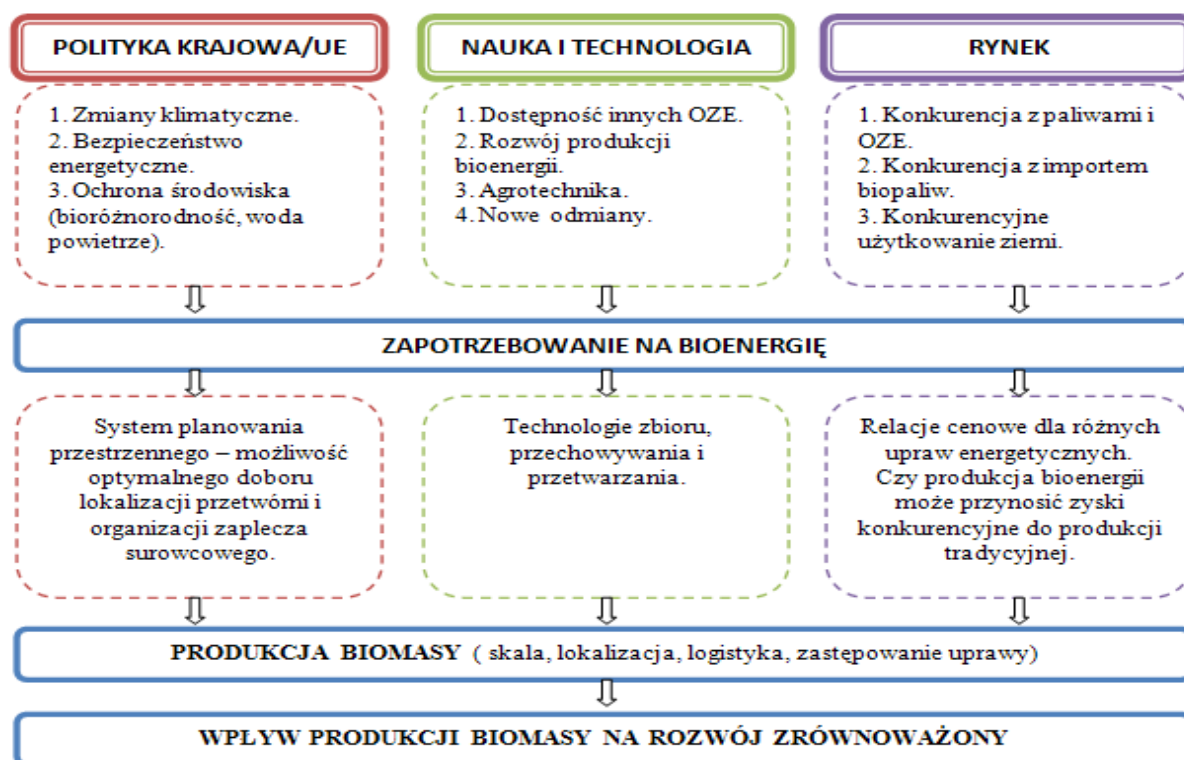 POLITYKA KRAJOWA/UE
NAUKA I TECHNOLOGIA
RYNEK
1. Zmiany klimatyczne.
2. Bezpieczeństwo
energetyczne.
3. Ochrona środowiska
(bioróżnorodność, woda
powietrze).
1. Dostępność innych OZE.
2. Rozwój produkcji
bioenergii.
3. Agrotechnika.
4. Nowe odmiany.
1. Konkurencja z paliwami i
OZE.
2. Konkurencja z importem
biopaliw.
3. Konkurencyjne
użytkowanie ziemi.
ZAPOTRZEBOWANIE NA BIOENERGIĘ
System planowania
przestrzennego – możliwość
optymalnego doboru
lokalizacji przetwórni i
organizacji zaplecza
surowcowego.
Technologie zbioru,
przechowywania i
przetwarzania.
Relacje cenowe dla różnych
upraw energetycznych.
Czy produkcja bioenergii
może przynosić zyski
konkurencyjne do produkcji
tradycyjnej.
PRODUKCJA BIOMASY ( skala, lokalizacja, logistyka, zastępowanie uprawy)
WPŁYW PRODUKCJI BIOMASY NA ROZWÓJ ZRÓWNOWAŻONY